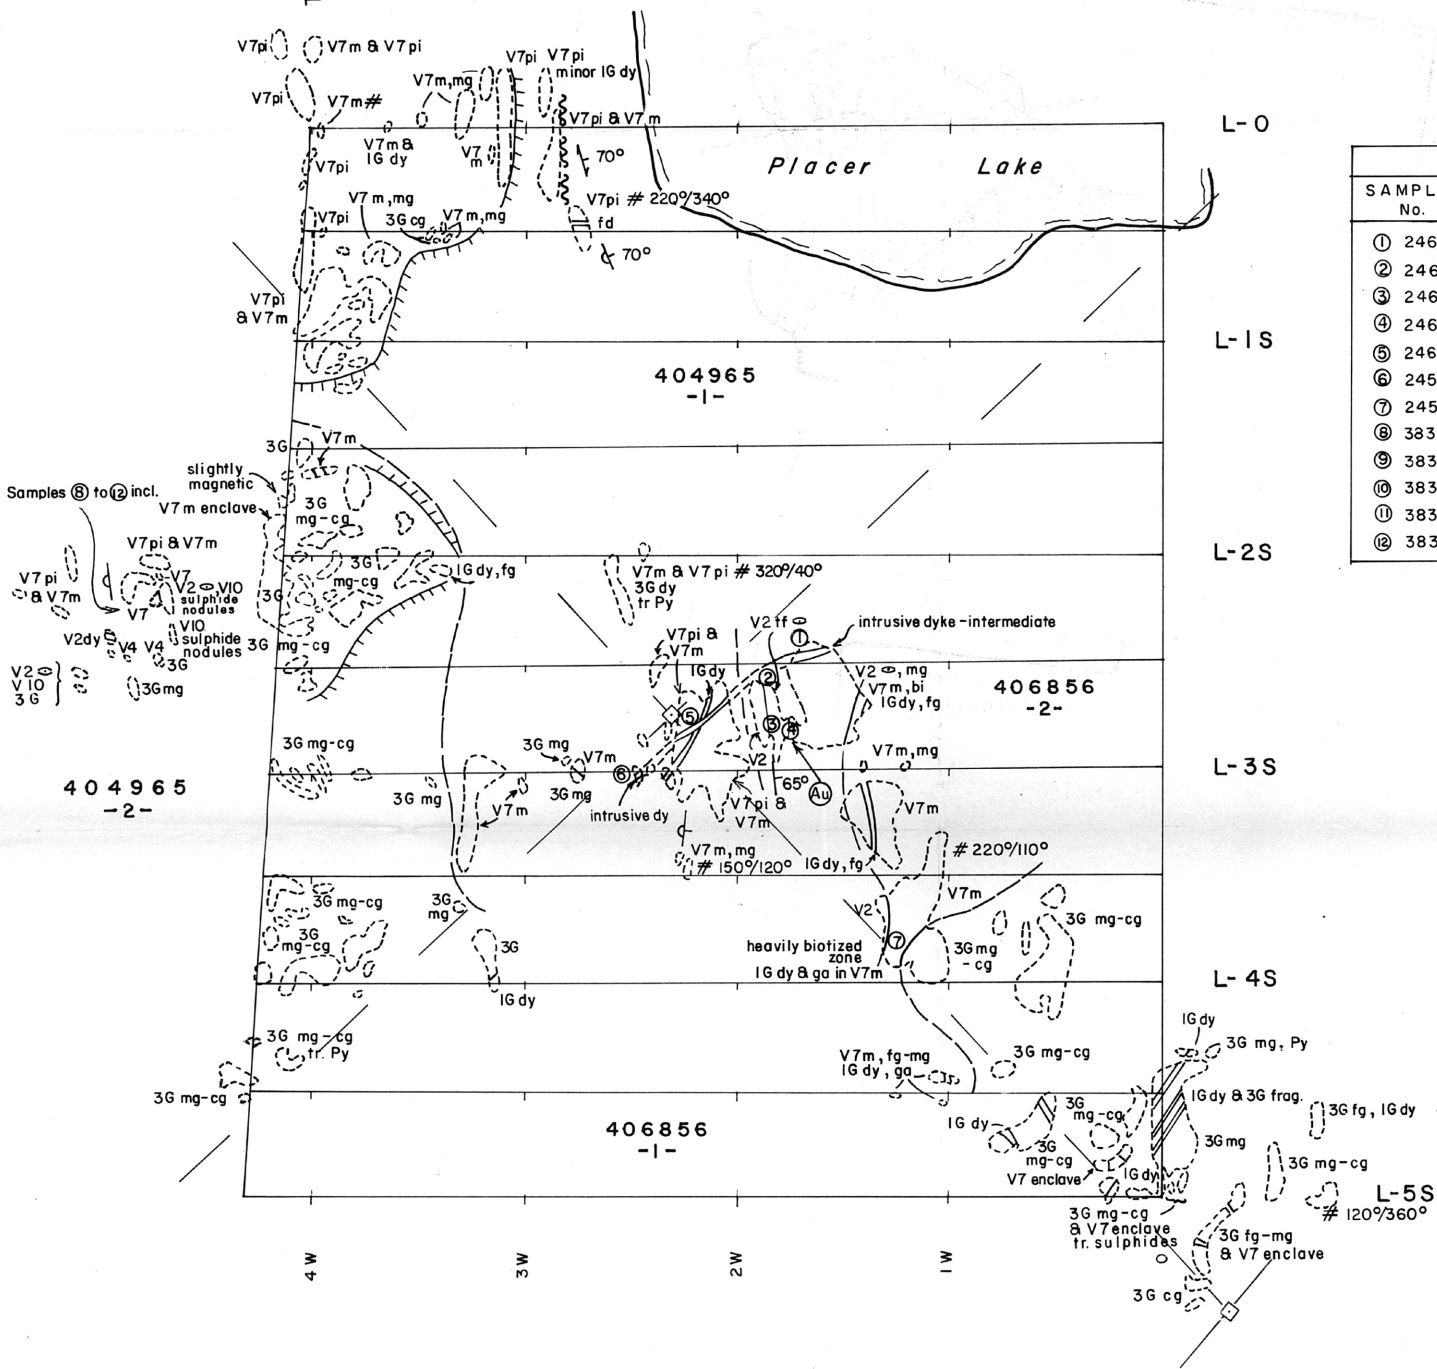 V7pi
V7m & V7pi
V7pi
V7m #
V7m,mg
V7pi
V7pi
minor IG dy
V7m &
IG dy
V7
m
V7pi & V7m
70°
V7pi
V7m,mg
3G cg
V7m,mg
V7pi # 220°/340°
fd
70°
V7pi
V7pi
& V7m
Placer Lake
L-0
SAMPL
No.
① 246
② 246
③ 246
④ 246
⑤ 246
⑥ 245
⑦ 245
⑧ 383
⑨ 383
⑩ 383
⑪ 383
⑫ 383
L-1S
404965
-1-
3G
V7m
slightly
magnetic
Samples ⑧ to ⑫ incl.
V7m enclave
3G
mg-cg
V7pi & V7m
3G
mg-cg
IG dy,fg
V7pi
& V7m
V7
V2, V10
sulphide
nodules
V7
3G
V10
sulphide
nodules
V2dy
V4
V4
3G
3G mg-cg
V2
V10
3G
3Gmg
L-2S
V7m & V7pi # 320°/40°
3G dy
tr Py
V2 tf
①
intrusive dyke-intermediate
V7pi &
V7m
IG dy
②
V2, mg
V7m, bi
IG dy, fg
406856
-2-
⑤
③
④
3G mg-cg
3G mg
V7m
⑥
V2
V7m, mg
L-3S
404965
-2-
3G mg
V7m
3G mg
intrusive dy
V7pi &
V7m
65°
Au
V7m
V7m, mg
# 150°/120°
IG dy, fg
# 220°/110°
3G mg-cg
3G
mg
V2
V7m
3G mg-cg
3G
mg-cg
3G
IG dy
heavily biotized
zone
IG dy & ga in V7m
⑦
3G mg
-cg
L-4S
3G mg-cg
tr. Py
V7m, fg-mg
IG dy, ga
3G mg-cg
IG dy
3G mg, Py
3G mg-cg
406856
-1-
IG dy
3G
mg-cg
3G
mg-cg
V7 enclave
IG dy
IG dy & 3G frag.
3G mg
3G fg, IG dy
3G mg-cg
L-5S
# 120°/360°
3G mg-cg
& V7 enclave
tr. sulphides
3G fg-mg
& V7 enclave
3G cg
4W
3W
2W
1W